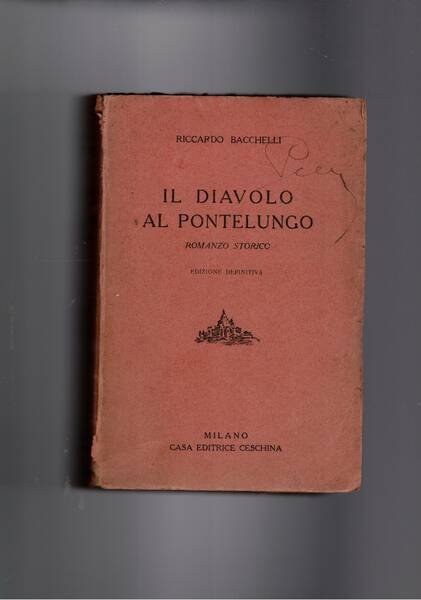 RICCARDO BACCHELLI
IL DIAVOLO
AL PONTELUNGO
ROMANZO STORICO
EDIZIONE DEFINITIVA
MILANO
CASA EDITRICE CESCHINA